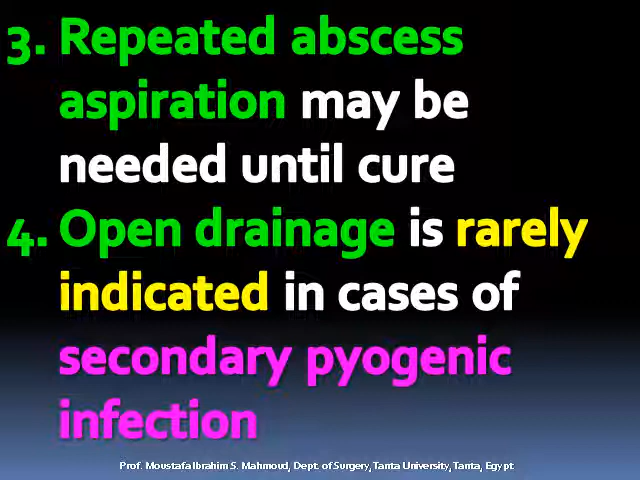 3. Repeated abscess
aspiration may be
needed until cure
4. Open drainage is rarely
indicated in cases of
secondary pyogenic
infection
Prof. Moustafa Ibrahim S. Mahmoud, Dept. of Surgery, Tanta University, Tanta, Egypt